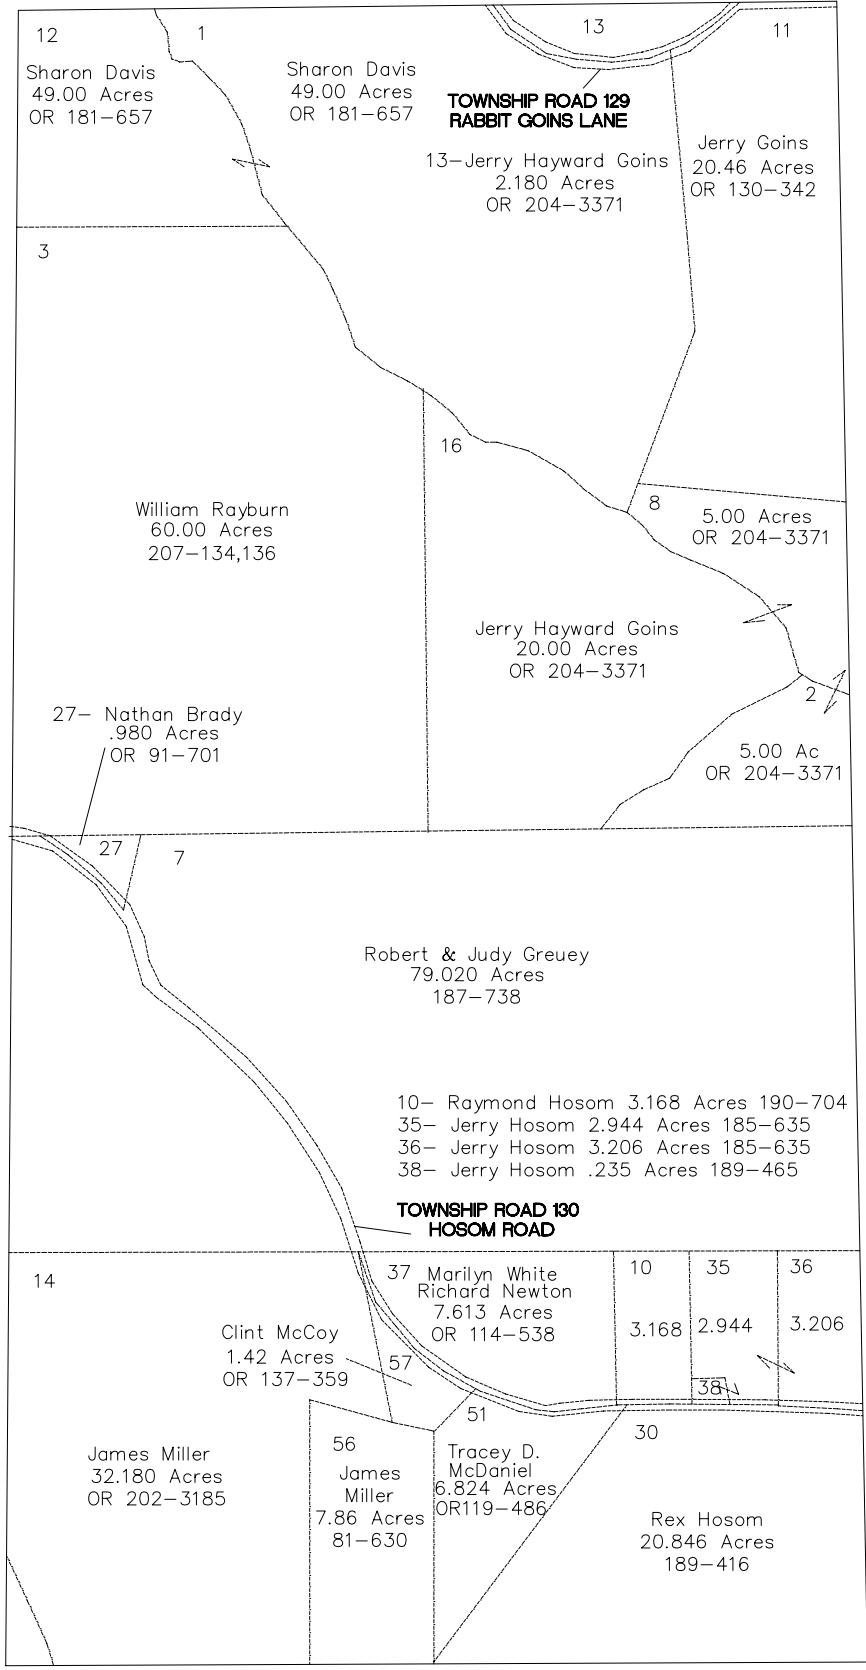 12
1
13
11
Sharon Davis
49.00 Acres
OR 181-657
Sharon Davis
49.00 Acres
OR 181-657
TOWNSHIP ROAD 129
RABBIT GOINS LANE
13-Jerry Hayward Goins
2.180 Acres
OR 204-3371
Jerry Goins
20.46 Acres
OR 130-342
3
16
8
5.00 Acres
OR 204-3371
William Rayburn
60.00 Acres
207-134,136
Jerry Hayward Goins
20.00 Acres
OR 204-3371
2
5.00 Ac
OR 204-3371
27- Nathan Brady
.980 Acres
OR 91-701
27
7
Robert & Judy Greuey
79.020 Acres
187-738
10- Raymond Hosom 3.168 Acres 190-704
35- Jerry Hosom 2.944 Acres 185-635
36- Jerry Hosom 3.206 Acres 185-635
38- Jerry Hosom .235 Acres 189-465
TOWNSHIP ROAD 130
HOSOM ROAD
14
37
Marilyn White
Richard Newton
7.613 Acres
OR 114-538
10
35
36
3.168
2.944
3.206
38
Clint McCoy
1.42 Acres
OR 137-359
57
51
30
56
James Miller
32.180 Acres
OR 202-3185
James
Miller
7.86 Acres
81-630
Tracey D.
McDaniel
6.824 Acres
OR119-486
Rex Hosom
20.846 Acres
189-416